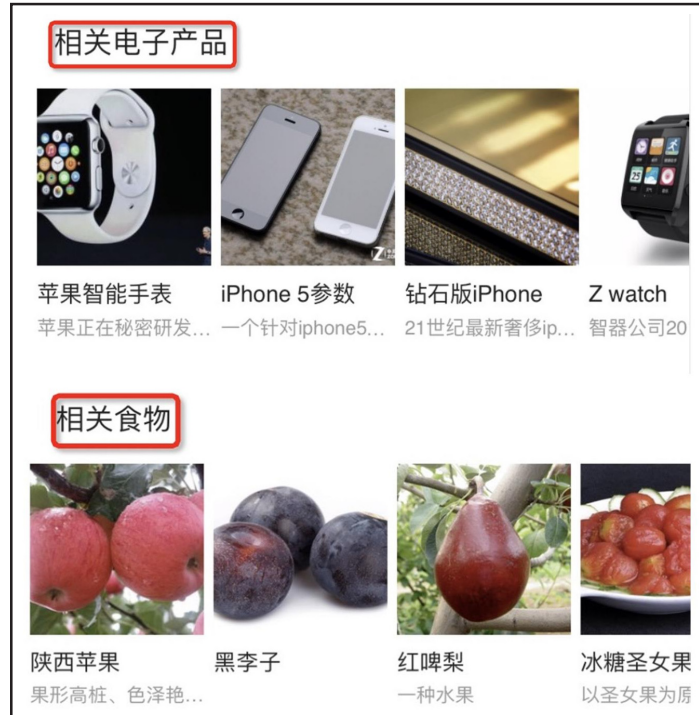 相关电子产品
苹果智能手表
iPhone 5参数
钻石版iPhone
Z watch
苹果正在秘密研发...
一个针对iphone5...
21世纪最新奢侈ip...
智器公司20
相关食物
陕西苹果
黑李子
红啤梨
冰糖圣女果
果形高桩、色泽艳...
一种水果
以圣女果为原